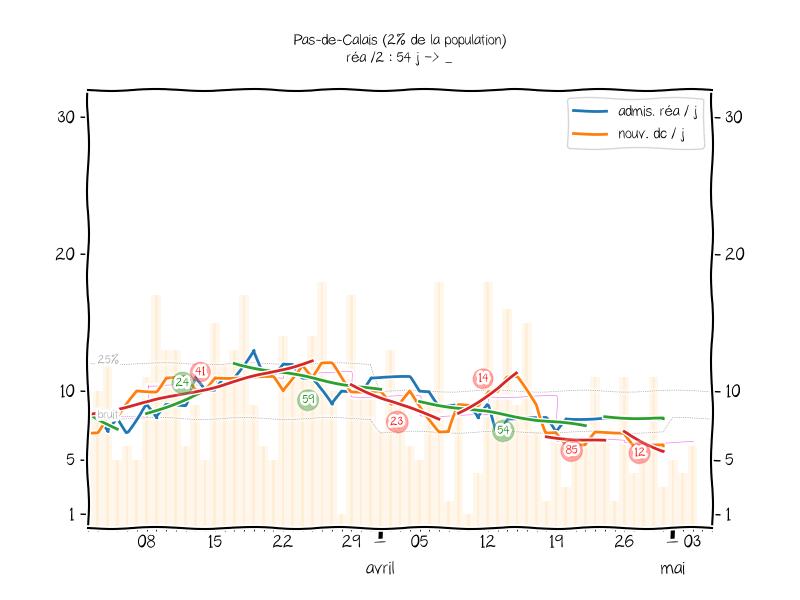 Pas-de-Calais (2% de la population)
réa /2 : 54 j -> _
admis. réa / j
nouv. dc / j
30
30
20
20
10
10
5
5
1
1
25%
bruit
41
24
59
23
14
54
85
12
08 15 22 29 05 12 19 26 03
avril mai